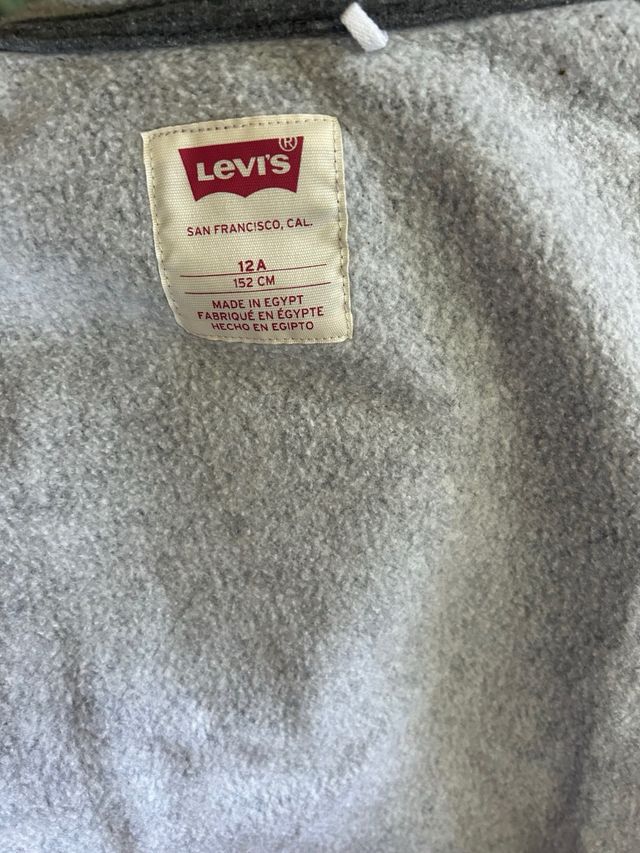 Levi's®
SAN FRANCISCO, CAL.
12A
152 CM
MADE IN EGYPT
FABRIQUÉ EN ÉGYPTE
HECHO EN EGIPTO